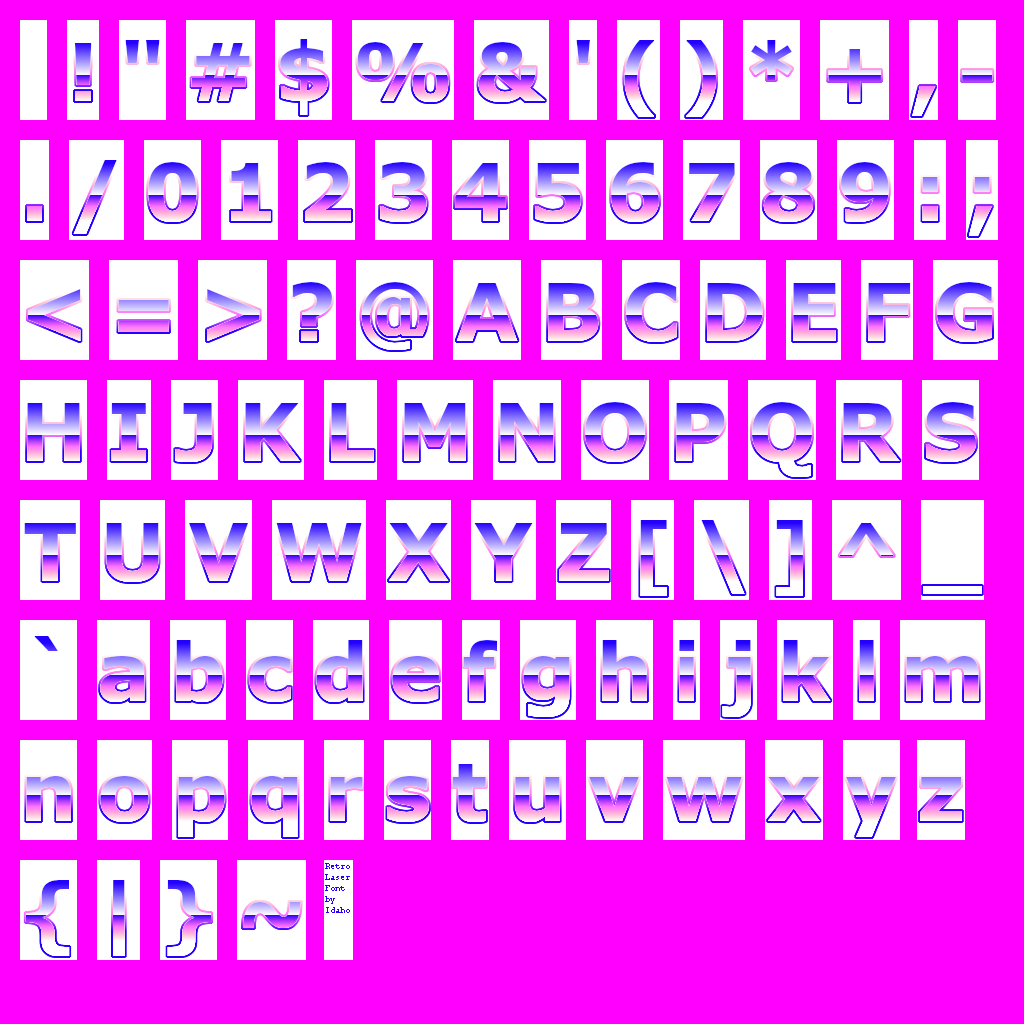 ! " # $ % & ' ( ) * + , -
. / 0 1 2 3 4 5 6 7 8 9 : ;
< = > ? @ A B C D E F G
H I J K L M N O P Q R S
T U V W X Y Z [ \ ] ^ _
` a b c d e f g h i j k l m
n o p q r s t u v w x y z
{ | } ~
Retro
Laser
Font
by
Idaho